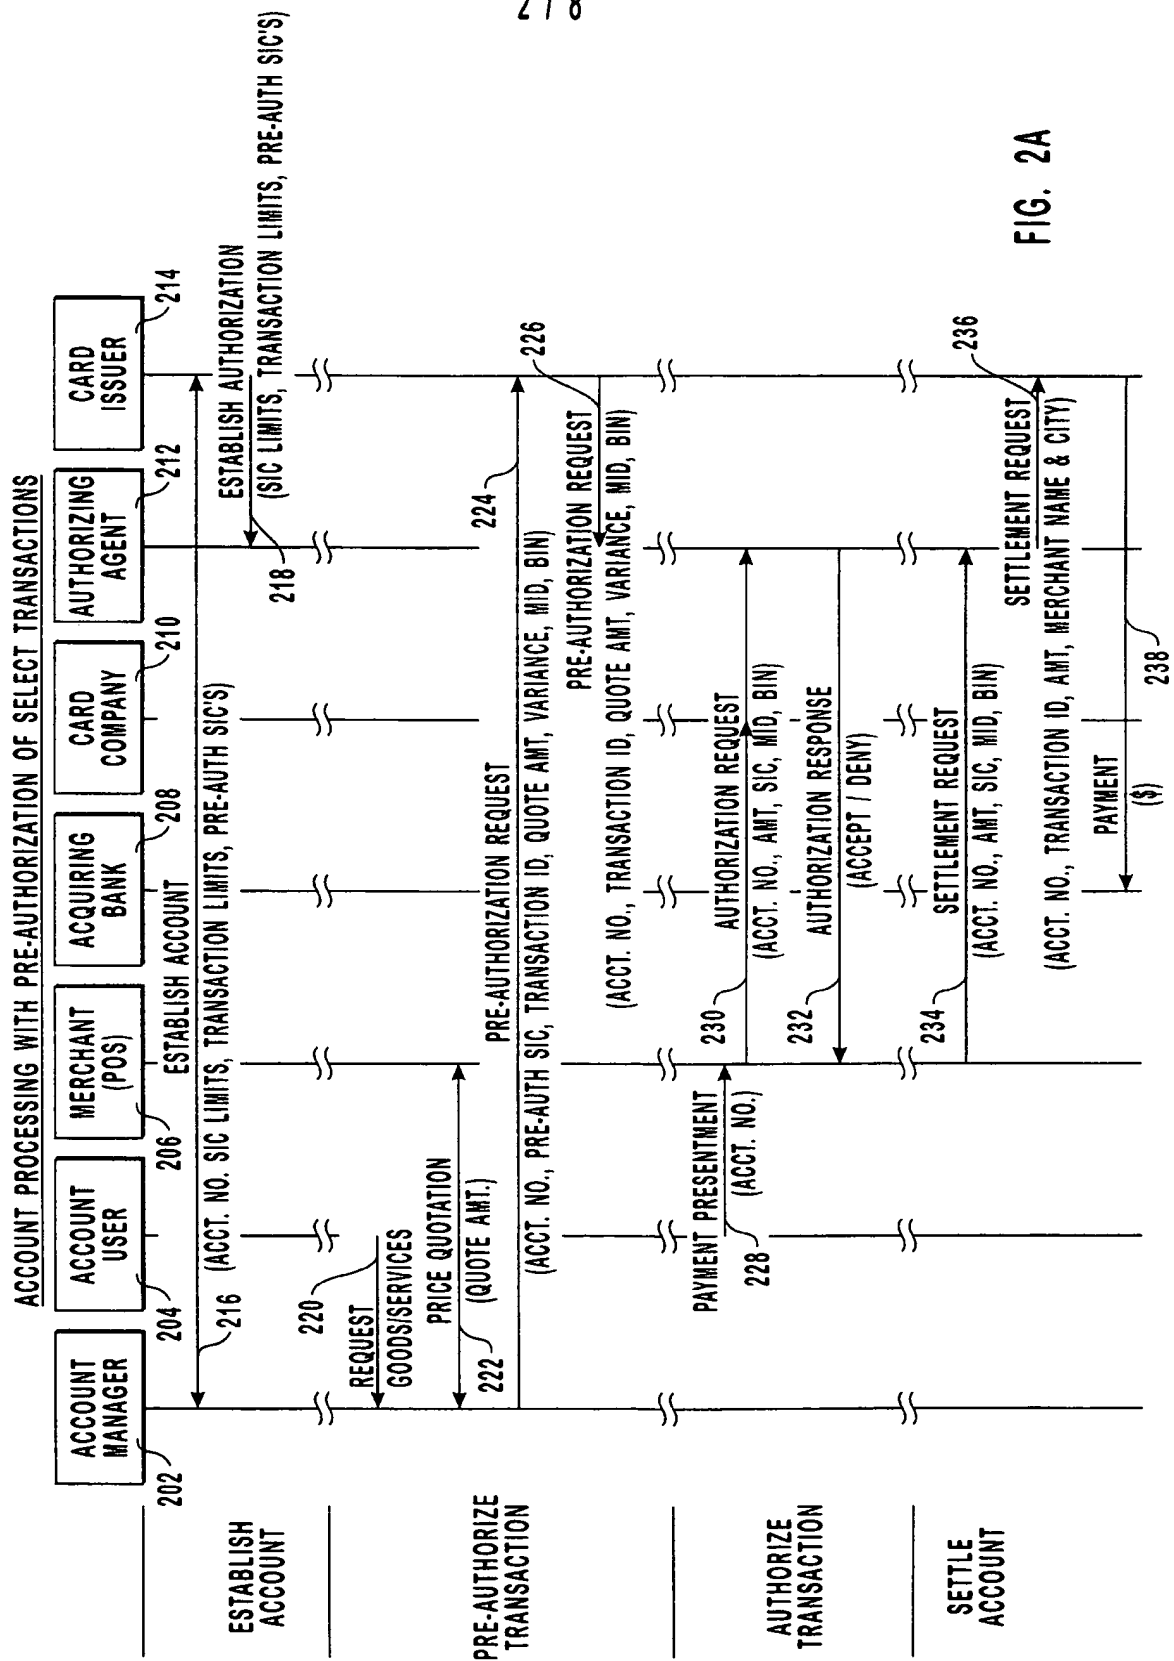 2 / 8
ACCOUNT PROCESSING WITH PRE-AUTHORIZATION OF SELECT TRANSACTIONS
ACCOUNT
MANAGER
202
ACCOUNT
USER
204
MERCHANT
(POS)
206
ACQUIRING
BANK
208
CARD
COMPANY
210
AUTHORIZING
AGENT
212
CARD
ISSUER
214
ESTABLISH
ACCOUNT
ESTABLISH ACCOUNT
(ACCT. NO. SIC LIMITS, TRANSACTION LIMITS, PRE-AUTH SIC'S)
216
ESTABLISH AUTHORIZATION
(SIC LIMITS, TRANSACTION LIMITS, PRE-AUTH SIC'S)
218
PRE-AUTHORIZE
TRANSACTION
220
REQUEST
GOODS/SERVICES
PRICE QUOTATION
(QUOTE AMT.)
222
PRE-AUTHORIZATION REQUEST
224
(ACCT. NO., PRE-AUTH SIC, TRANSACTION ID, QUOTE AMT, VARIANCE, MID, BIN)
226
PRE-AUTHORIZATION REQUEST
(ACCT. NO., TRANSACTION ID, QUOTE AMT, VARIANCE, MID, BIN)
AUTHORIZE
TRANSACTION
PAYMENT PRESENTMENT
(ACCT. NO.)
228
230
AUTHORIZATION REQUEST
(ACCT. NO., AMT, SIC, MID, BIN)
232
AUTHORIZATION RESPONSE
(ACCEPT / DENY)
SETTLE
ACCOUNT
234
SETTLEMENT REQUEST
(ACCT. NO., AMT, SIC, MID, BIN)
236
SETTLEMENT REQUEST
(ACCT. NO., TRANSACTION ID, AMT, MERCHANT NAME & CITY)
PAYMENT
($)
238
FIG. 2A